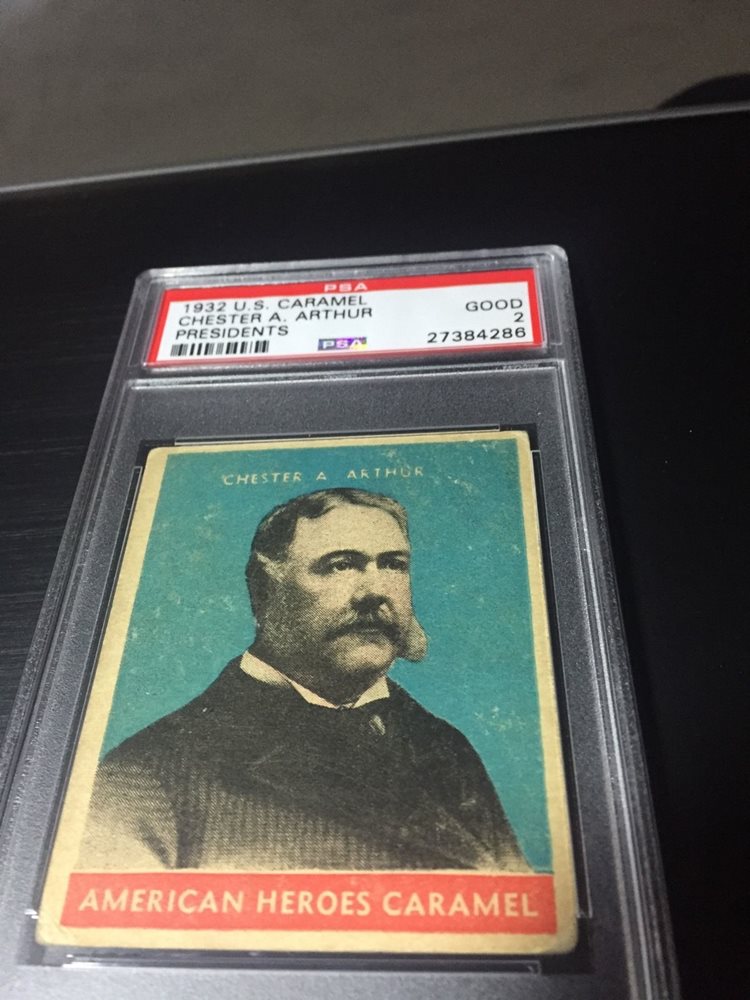 PSA
1932 U.S. CARAMEL
CHESTER A. ARTHUR
PRESIDENTS
GOOD
2
27384286
PSA
CHESTER A ARTHUR
AMERICAN HEROES CARAMEL